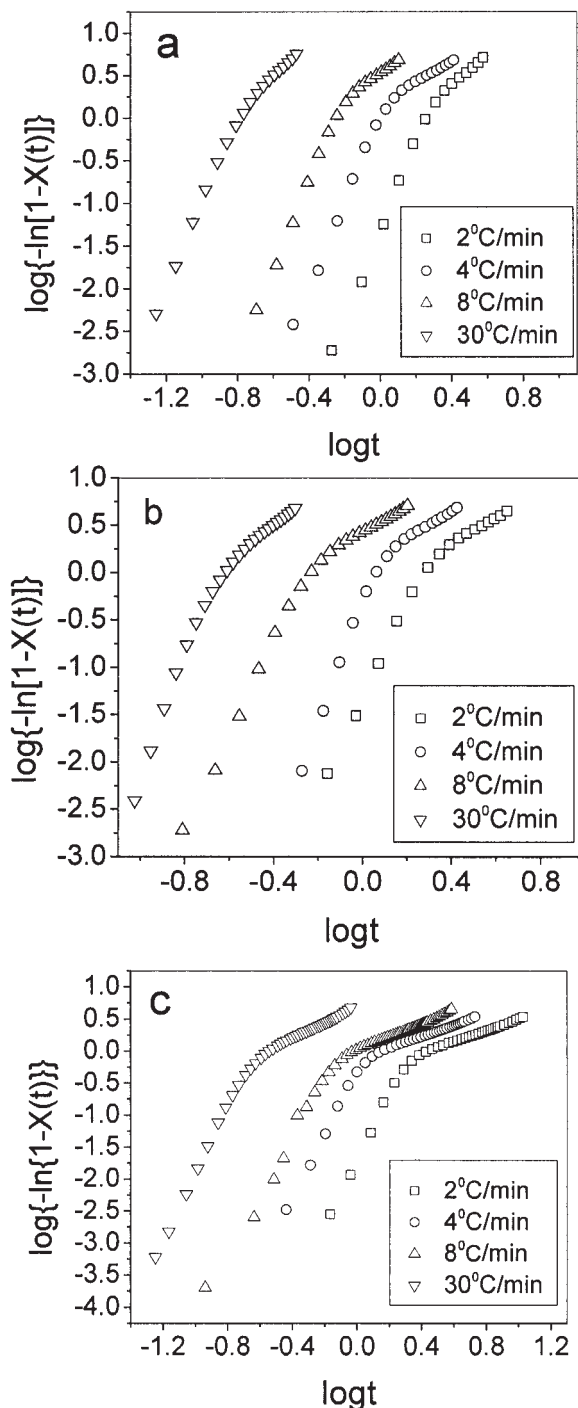 a
log{-ln[1-X(t)]}
1.0
0.5
0.0
-0.5
-1.0
-1.5
-2.0
-2.5
-3.0
2⁰C/min
4⁰C/min
8⁰C/min
30⁰C/min
-1.2 -0.8 -0.4 0.0 0.4 0.8
logt
b
log{-ln[1-X(t)]}
1.0
0.5
0.0
-0.5
-1.0
-1.5
-2.0
-2.5
-3.0
2⁰C/min
4⁰C/min
8⁰C/min
30⁰C/min
-0.8 -0.4 0.0 0.4 0.8
logt
c
log{-ln{1-X(t)}}
1.0
0.5
0.0
-0.5
-1.0
-1.5
-2.0
-2.5
-3.0
-3.5
-4.0
2⁰C/min
4⁰C/min
8⁰C/min
30⁰C/min
-1.2 -0.8 -0.4 0.0 0.4 0.8 1.2
logt